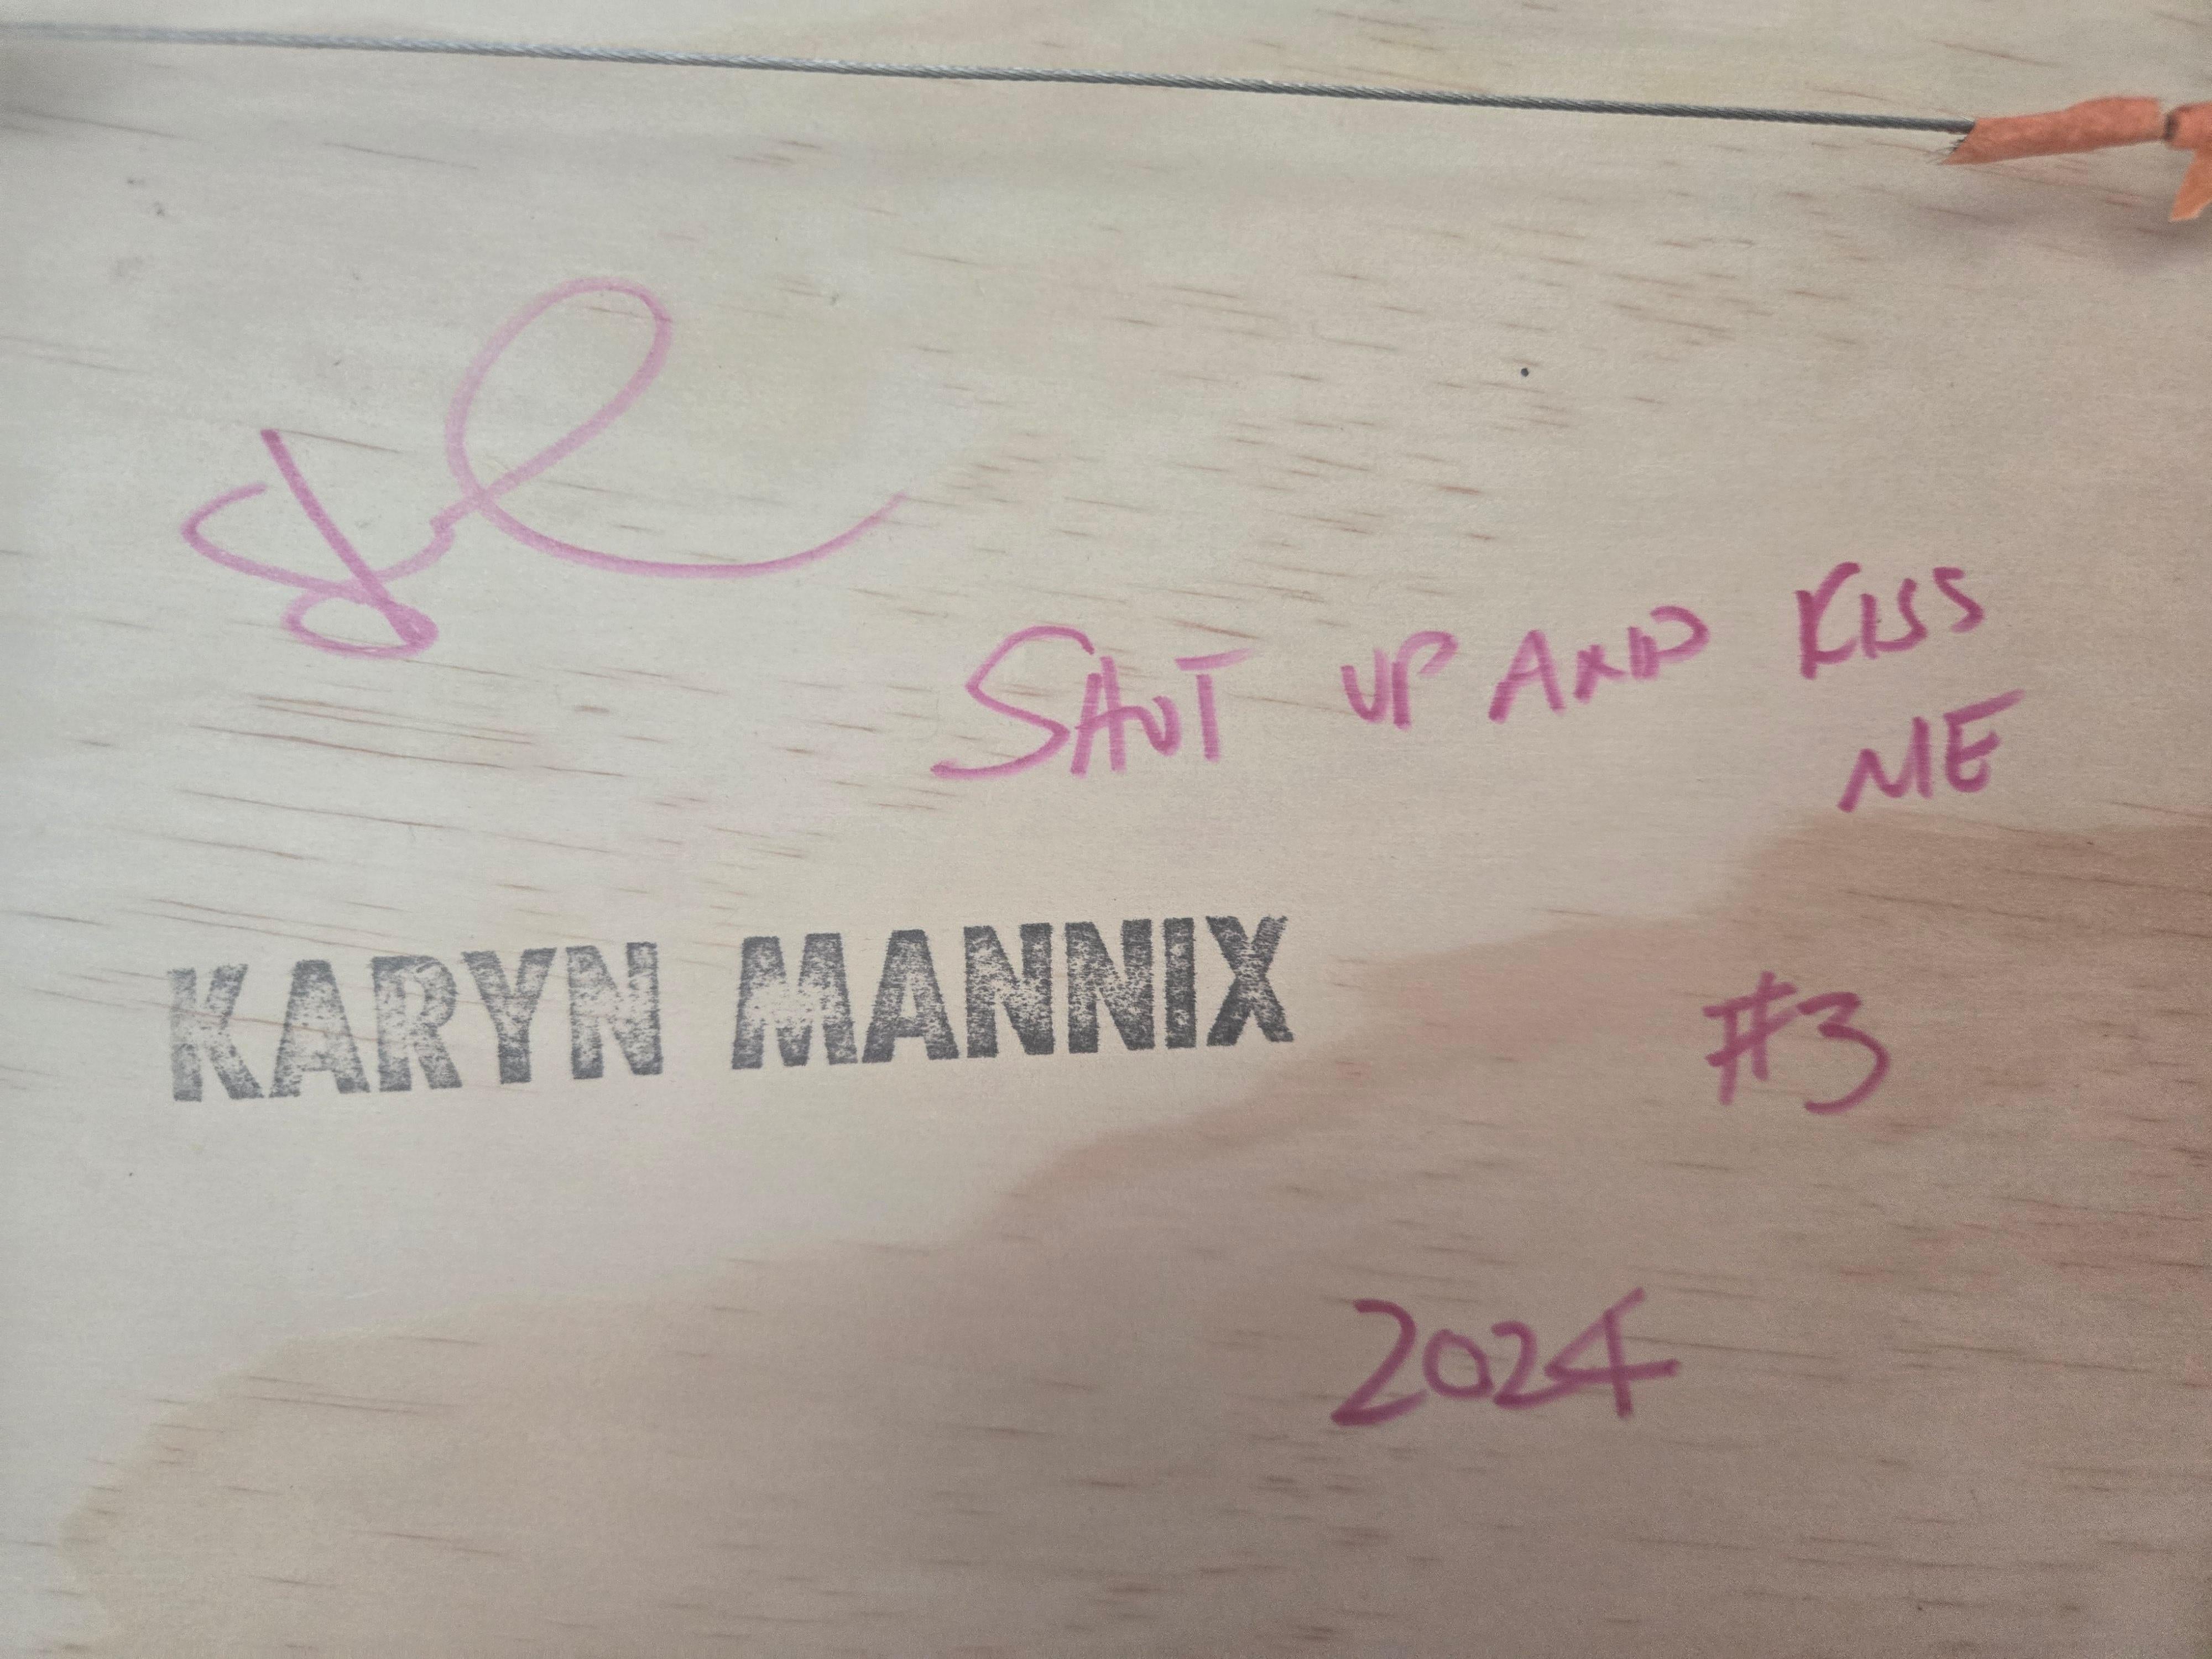 SHUT UP AND KISS
ME
KARYN MANNIX
#3
2024